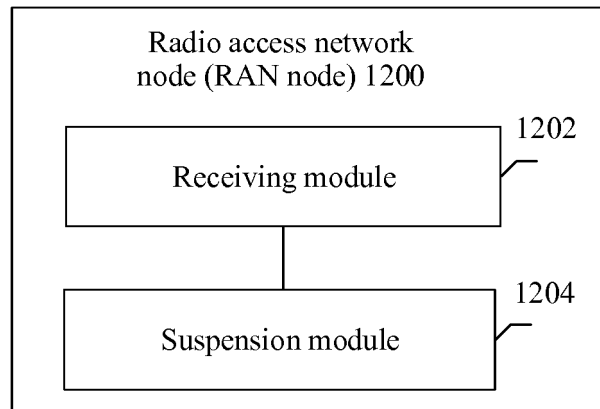 Radio access network
node (RAN node) 1200
1202
Receiving module
1204
Suspension module